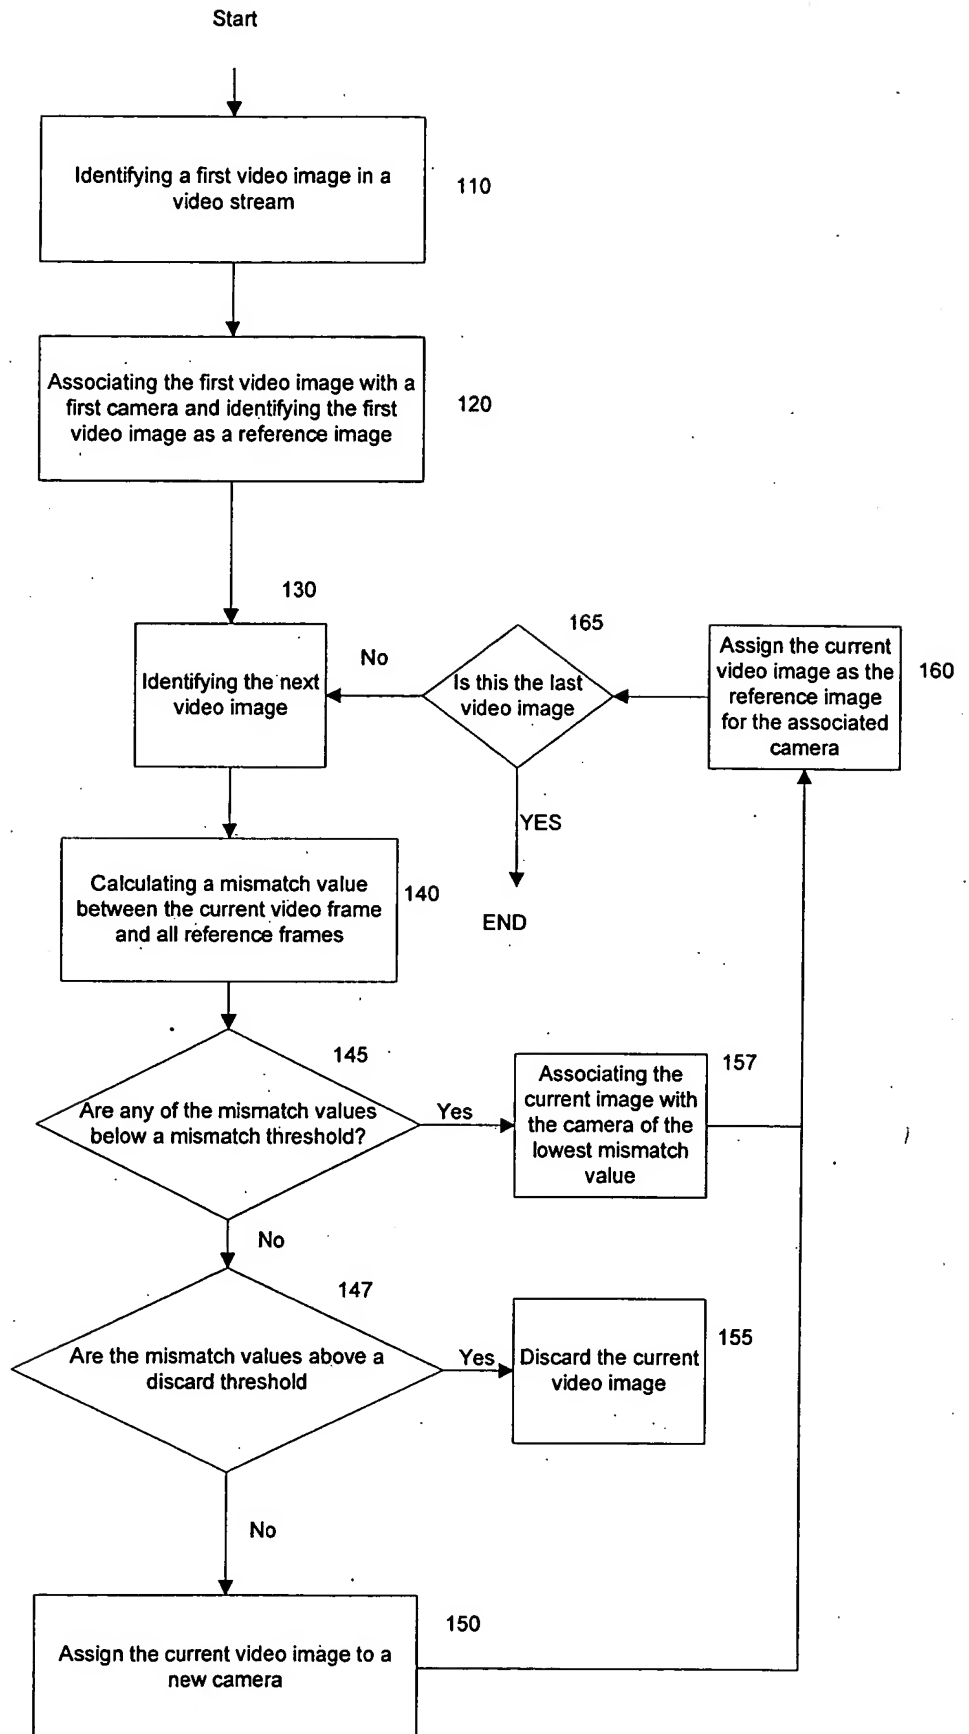 Start
Identifying a first video image in a
video stream
110
Associating the first video image with a
first camera and identifying the first
video image as a reference image
120
130
Identifying the next
video image
No
165
Is this the last
video image
YES
END
Assign the current
video image as the
reference image
for the associated
camera
160
Calculating a mismatch value
between the current video frame
and all reference frames
140
145
Are any of the mismatch values
below a mismatch threshold?
Yes
Associating the
current image with
the camera of the
lowest mismatch
value
157
No
147
Are the mismatch values above a
discard threshold
Yes
Discard the current
video image
155
No
Assign the current video image to a
new camera
150